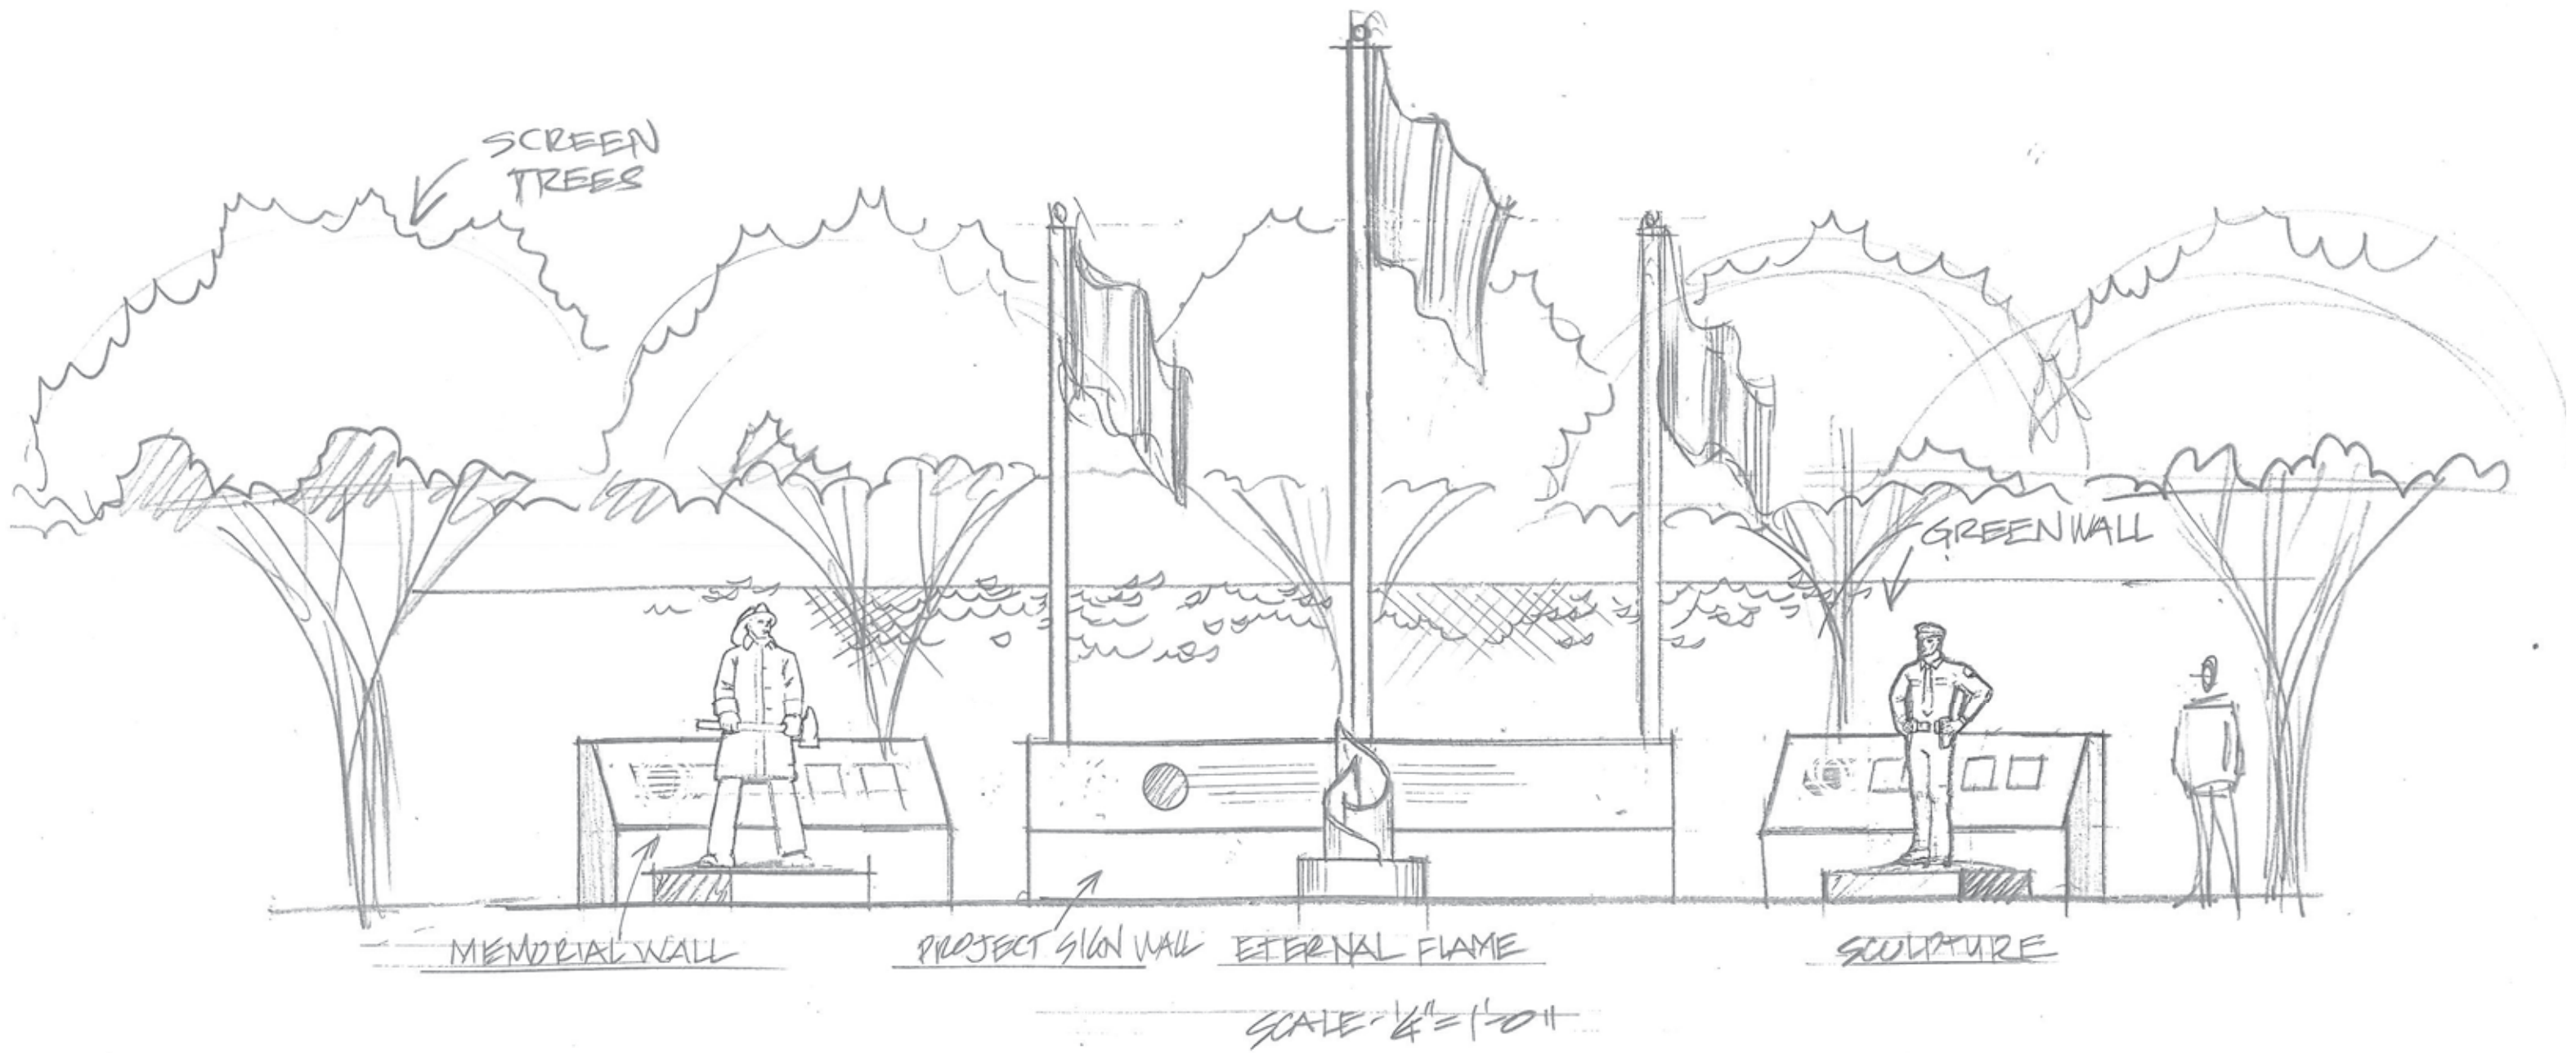 SCREEN
TREES
GREEN WALL
MEMORIAL WALL
PROJECT SIGN WALL
ETERNAL FLAME
SCULPTURE
SCALE - 1/4" = 1'-0"